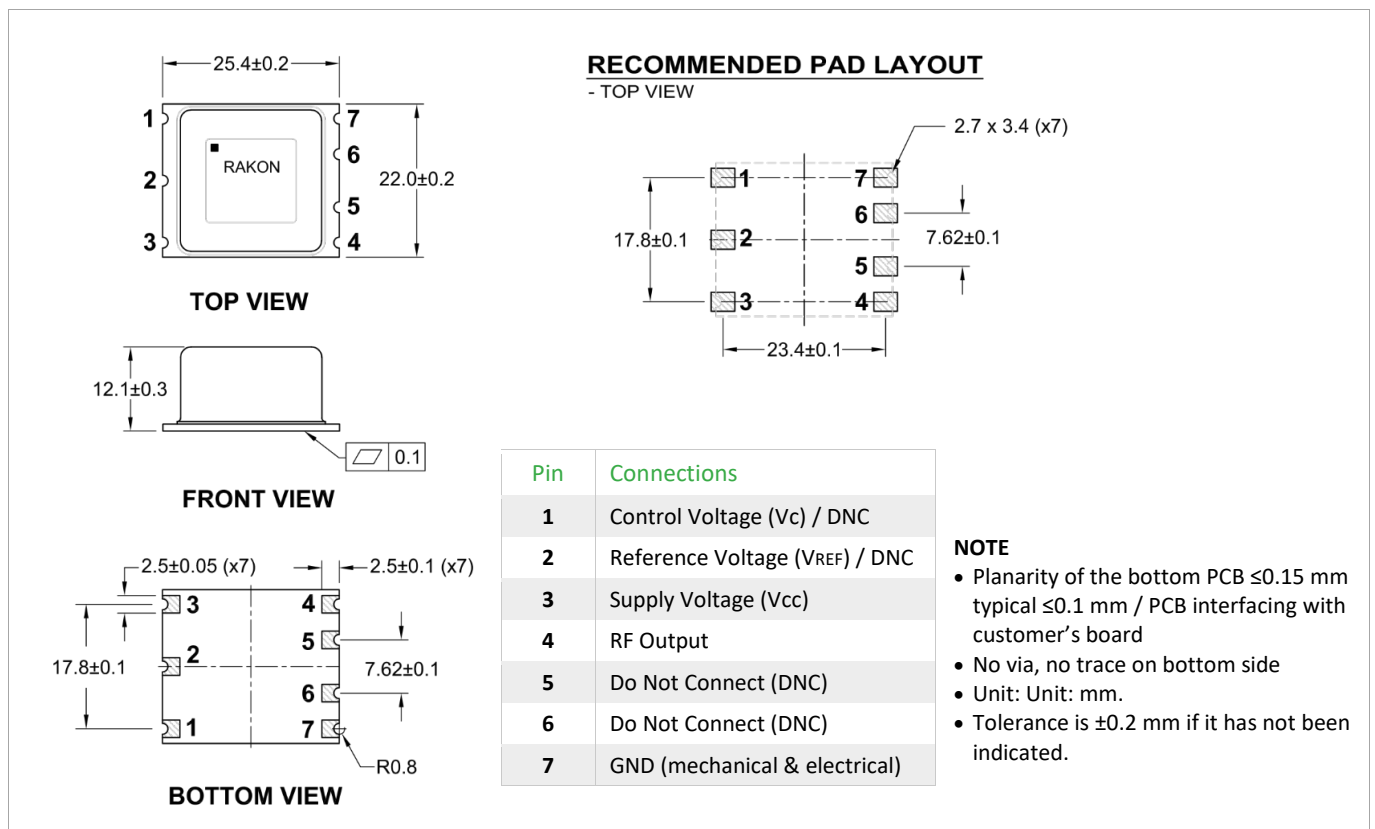 25.4±0.2
1
7
6
2
RAKON
22.0±0.2
5
3
4
TOP VIEW
12.1±0.3
0.1
FRONT VIEW
2.5±0.05 (x7)
2.5±0.1 (x7)
3
4
5
2
17.8±0.1
7.62±0.1
6
1
7
R0.8
BOTTOM VIEW
RECOMMENDED PAD LAYOUT
- TOP VIEW
2.7 x 3.4 (x7)
1
7
6
17.8±0.1
2
7.62±0.1
5
3
4
23.4±0.1
Pin Connections
1 Control Voltage (Vc) / DNC
2 Reference Voltage (VREF) / DNC
3 Supply Voltage (Vcc)
4 RF Output
5 Do Not Connect (DNC)
6 Do Not Connect (DNC)
7 GND (mechanical & electrical)
NOTE
• Planarity of the bottom PCB ≤0.15 mm
typical ≤0.1 mm / PCB interfacing with
customer’s board
• No via, no trace on bottom side
• Unit: Unit: mm.
• Tolerance is ±0.2 mm if it has not been
indicated.